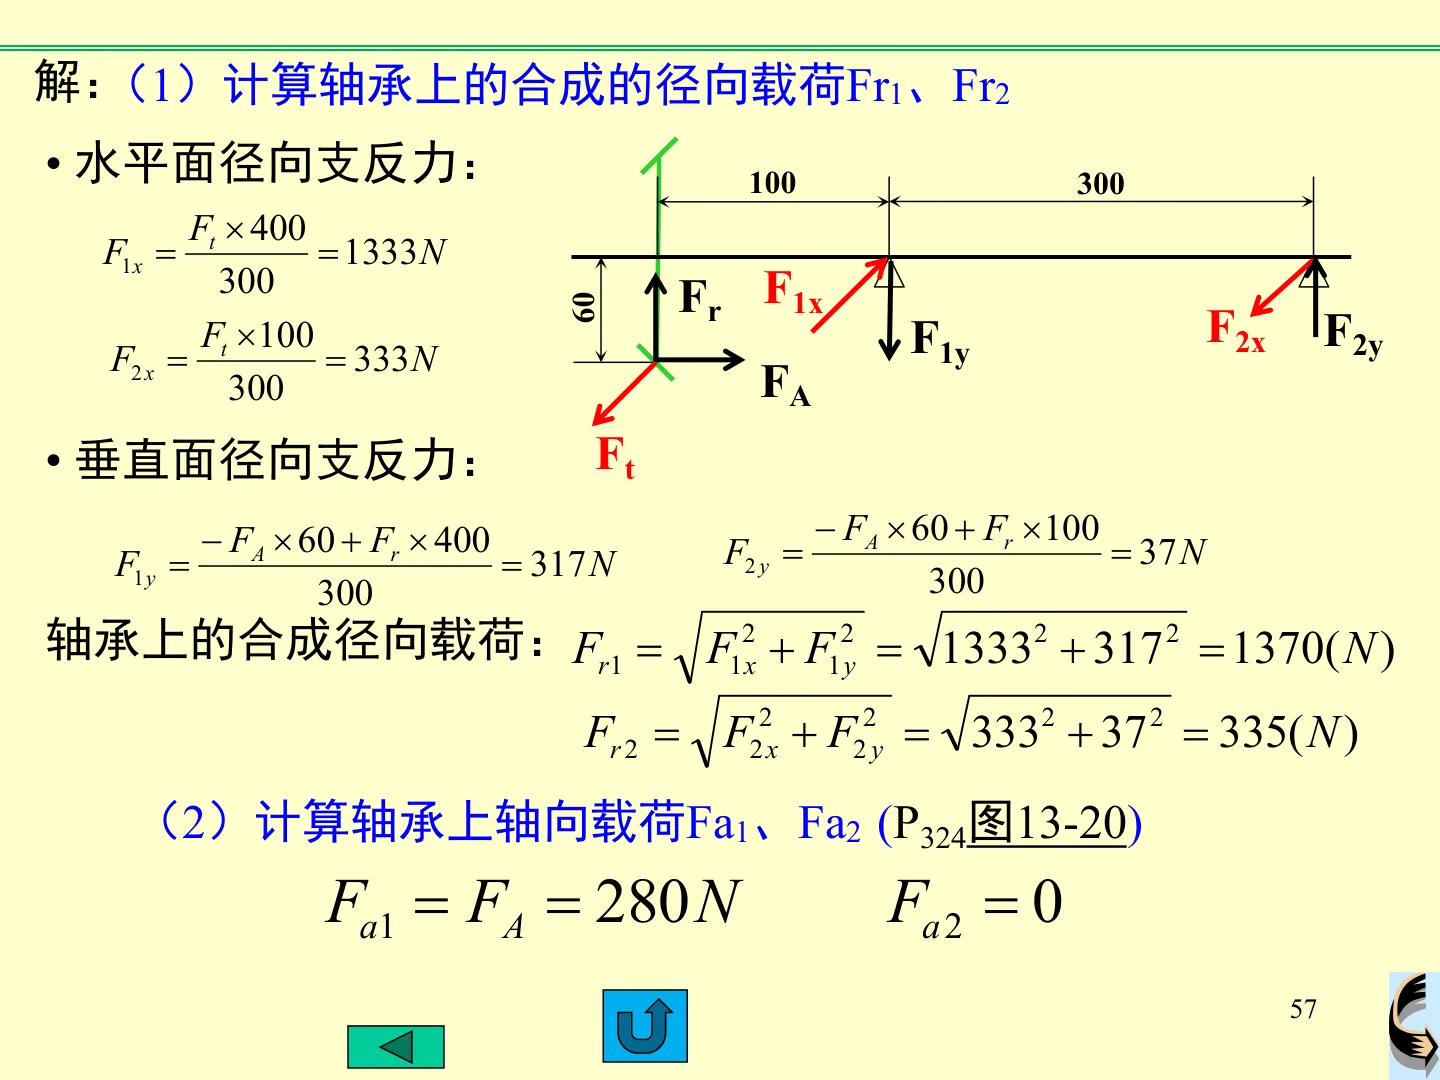 解：（1）计算轴承上的合成的径向载荷Fr1、Fr2
• 水平面径向支反力：
F1x = Ft×400 / 300 = 1333N
F2x = Ft×100 / 300 = 333N
100
300
60
Fr
FA
Ft
F1x
F1y
F2x
F2y
• 垂直面径向支反力：
F1y = −FA×60+Fr×400 / 300 = 317N
F2y = −FA×60+Fr×100 / 300 = 37N
轴承上的合成径向载荷：Fr1 = √(F1x² + F1y²) = √(1333² + 317²) = 1370(N)
Fr2 = √(F2x² + F2y²) = √(333² + 37²) = 335(N)
（2）计算轴承上轴向载荷Fa1、Fa2 (P324图13-20)
Fa1 = FA = 280N Fa2 = 0
57